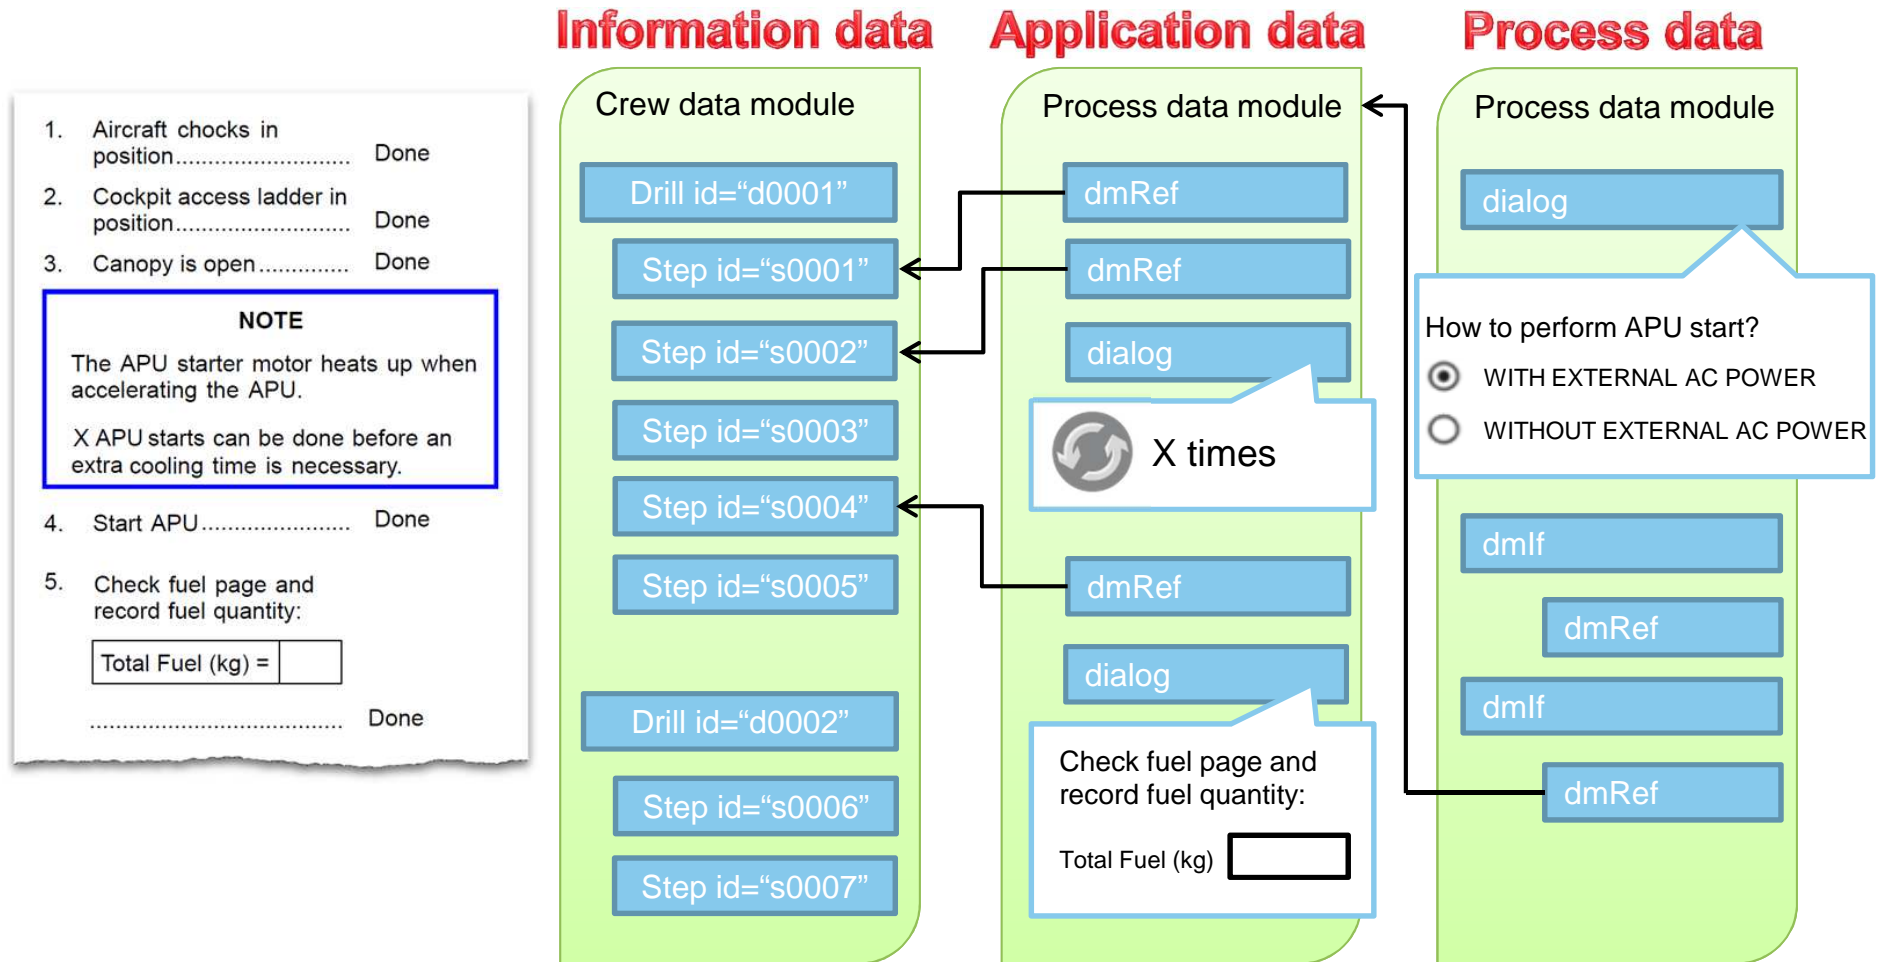 Information data
Application data
Process data
1. Aircraft chocks in
position........................... Done
2. Cockpit access ladder in
position........................... Done
3. Canopy is open.............. Done
NOTE
The APU starter motor heats up when
accelerating the APU.
X APU starts can be done before an
extra cooling time is necessary.
4. Start APU....................... Done
5. Check fuel page and
record fuel quantity:
Total Fuel (kg) =
....................................... Done
Crew data module
Drill id=“d0001”
Step id=“s0001”
Step id=“s0002”
Step id=“s0003”
Step id=“s0004”
Step id=“s0005”
Drill id=“d0002”
Step id=“s0006”
Step id=“s0007”
Process data module
dmRef
dmRef
dialog
X times
dmRef
dialog
Check fuel page and
record fuel quantity:
Total Fuel (kg)
Process data module
dialog
How to perform APU start?
WITH EXTERNAL AC POWER
WITHOUT EXTERNAL AC POWER
dmIf
dmRef
dmIf
dmRef